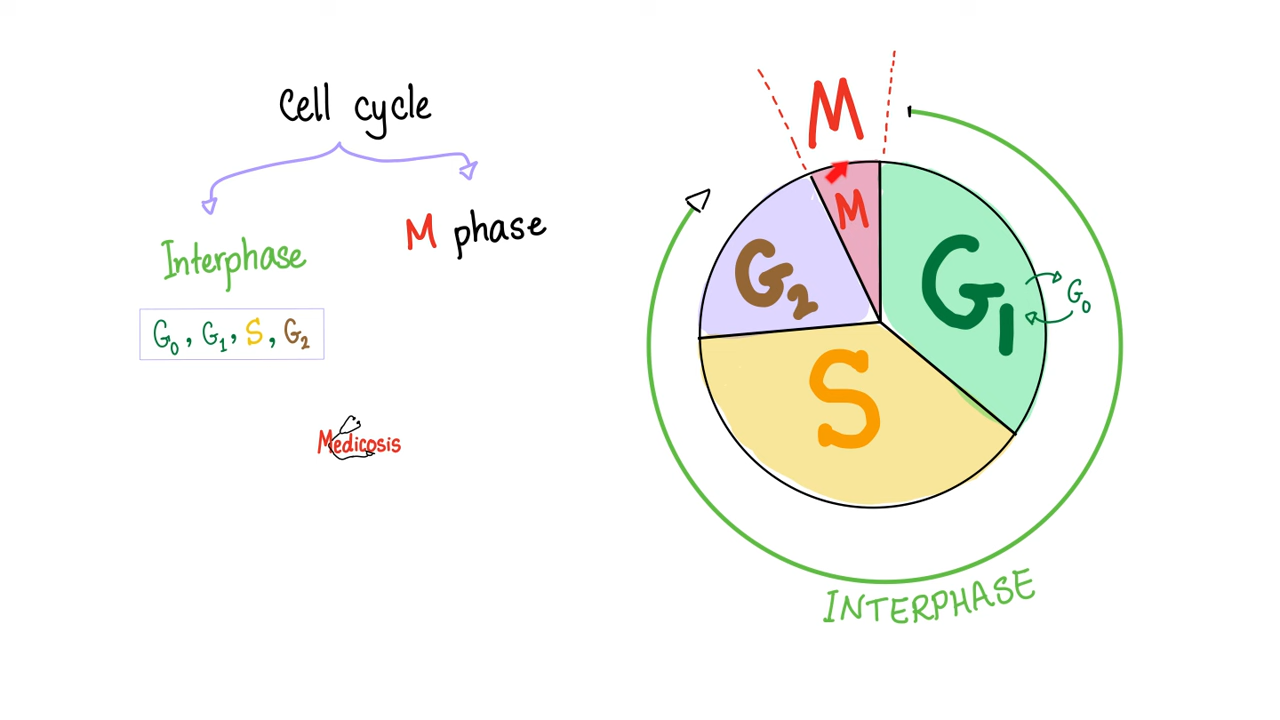 Cell cycle
Interphase
M phase
G₀, G₁, S, G₂
Medicosis
M
M
G₁
G₀
G₂
S
INTERPHASE